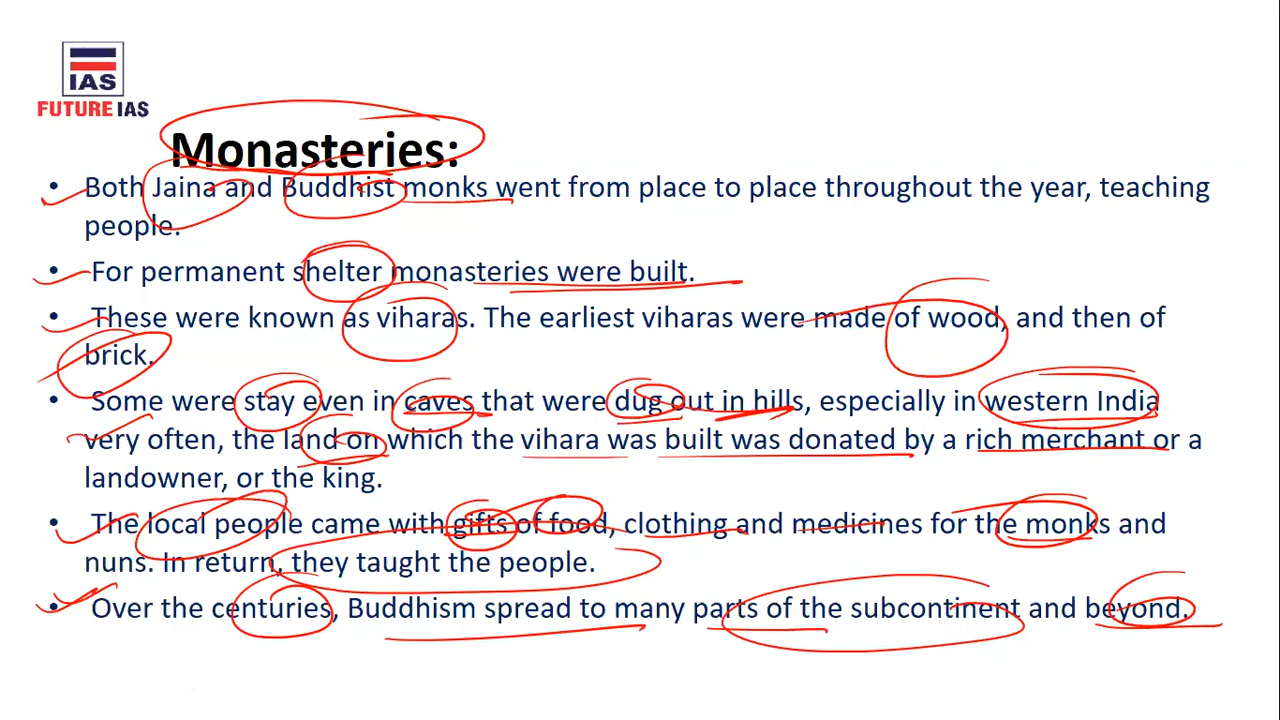 IAS
FUTURE IAS
Monasteries:
• Both Jaina and Buddhist monks went from place to place throughout the year, teaching
people.
• For permanent shelter monasteries were built.
• These were known as viharas. The earliest viharas were made of wood, and then of
brick.
• Some were stay even in caves that were dug out in hills, especially in western India
very often, the land on which the vihara was built was donated by a rich merchant or a
landowner, or the king.
• The local people came with gifts of food, clothing and medicines for the monks and
nuns. In return, they taught the people.
• Over the centuries, Buddhism spread to many parts of the subcontinent and beyond.